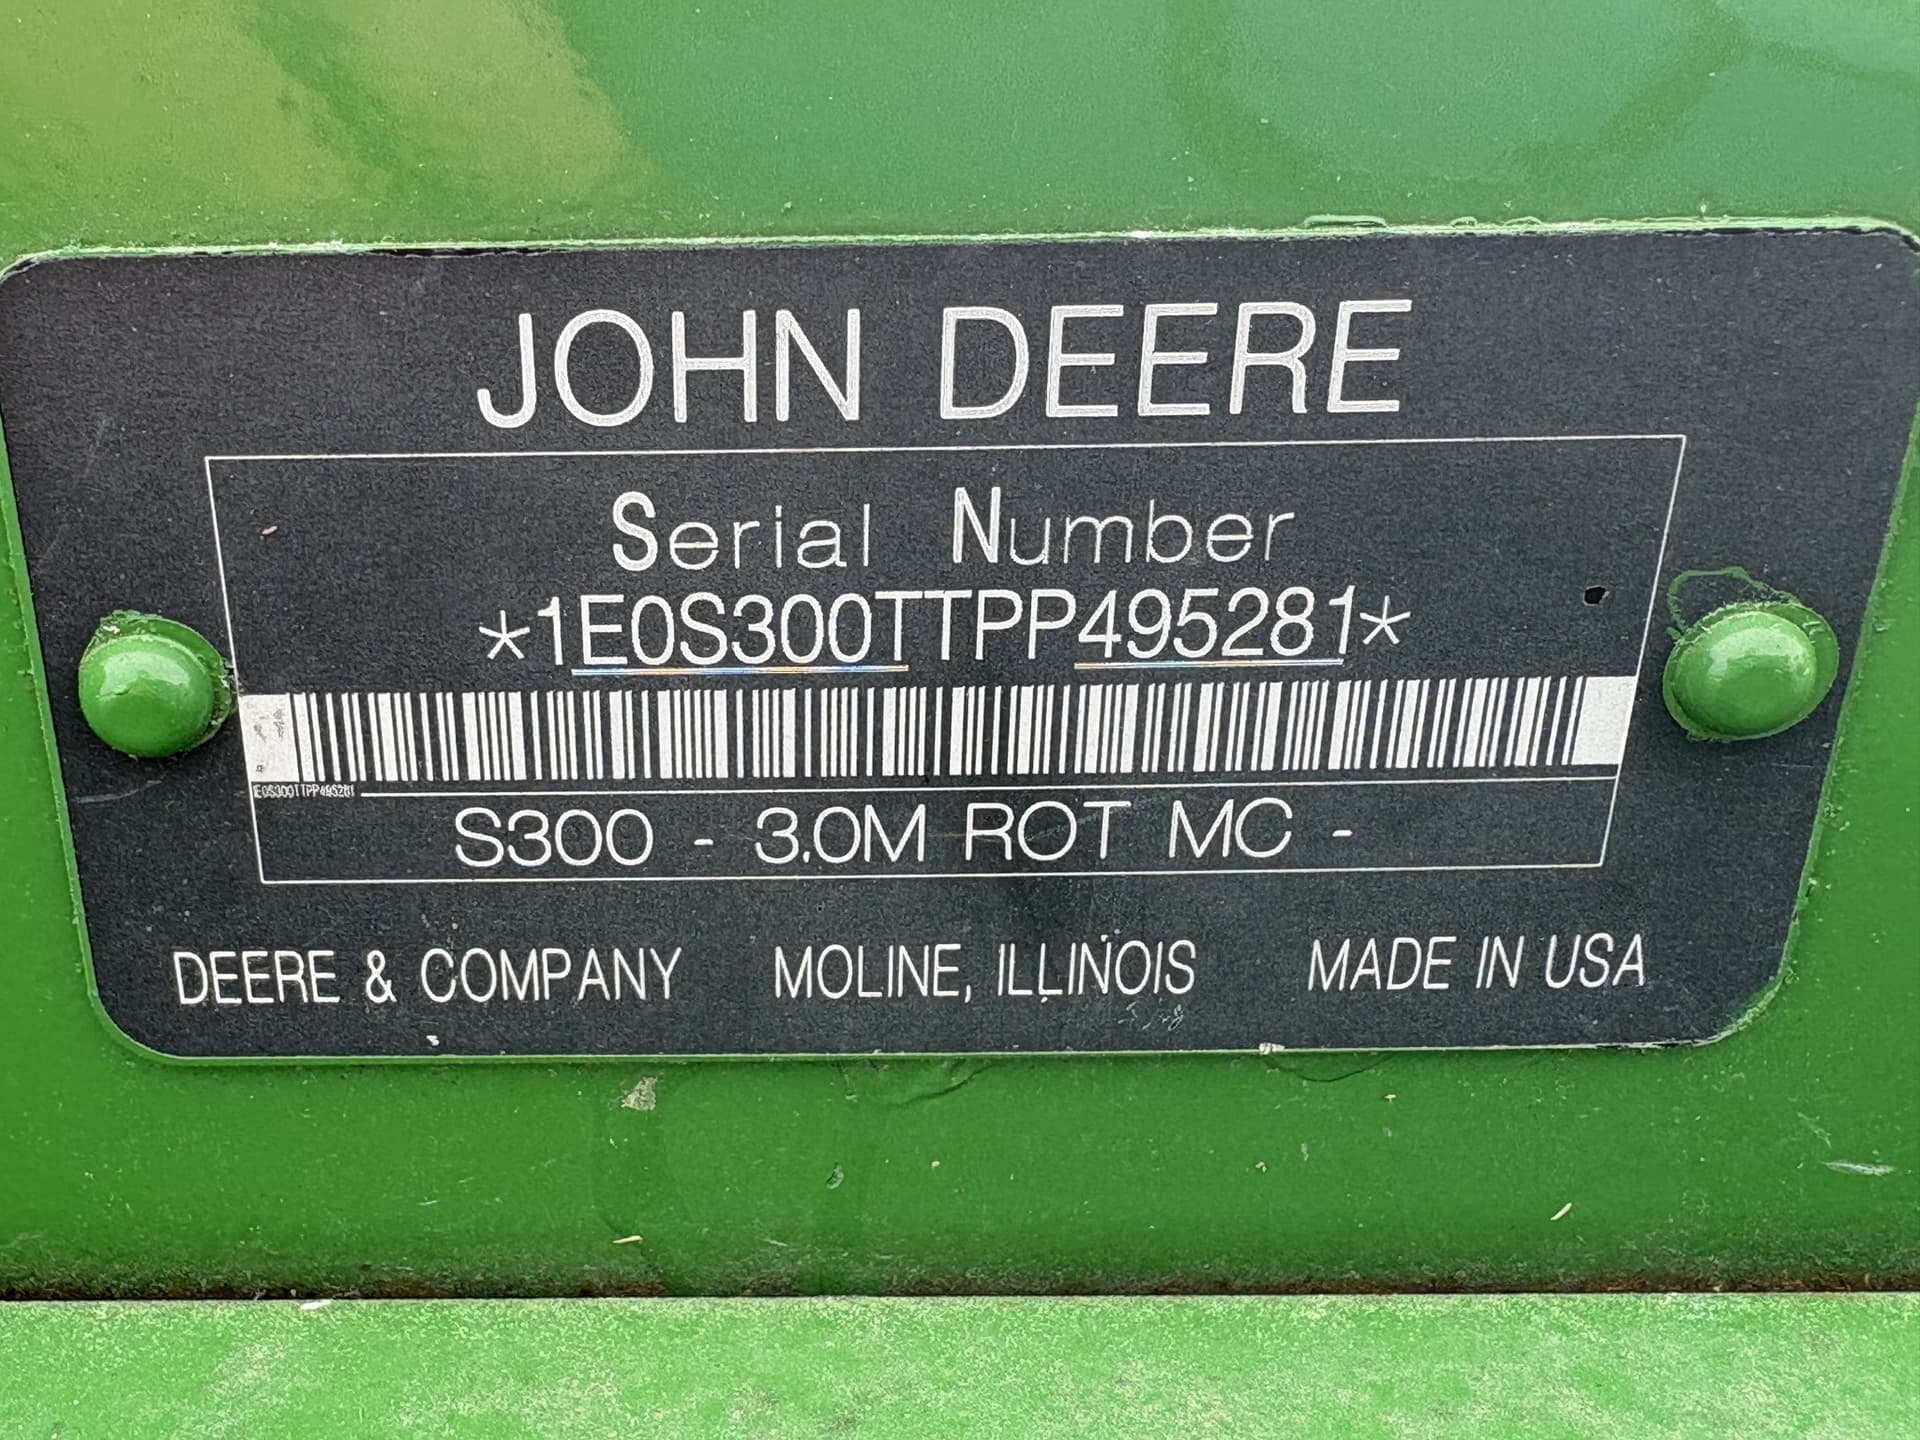 JOHN DEERE
Serial Number
*1E0S300TTPP495281*
1E0S300TTPP495281
S300 - 3.0M ROT MC -
DEERE & COMPANY MOLINE, ILLINOIS MADE IN USA